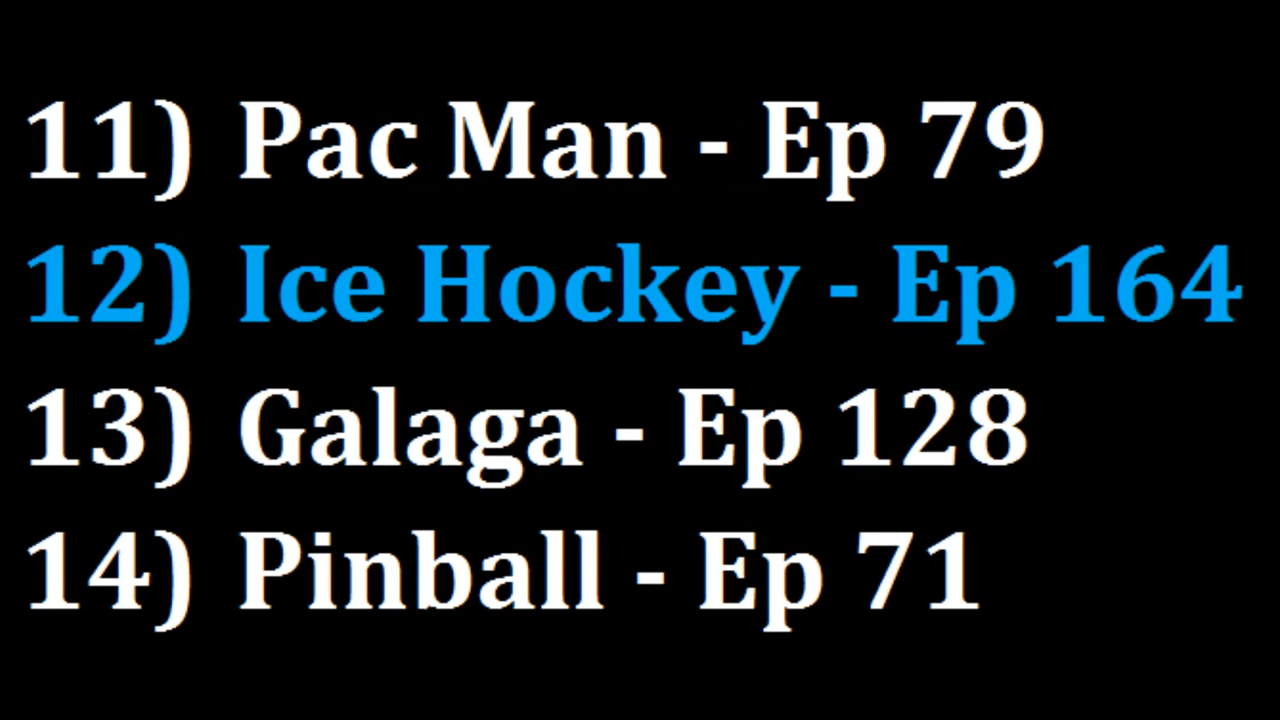 11) Pac Man - Ep 79
12) Ice Hockey - Ep 164
13) Galaga - Ep 128
14) Pinball - Ep 71